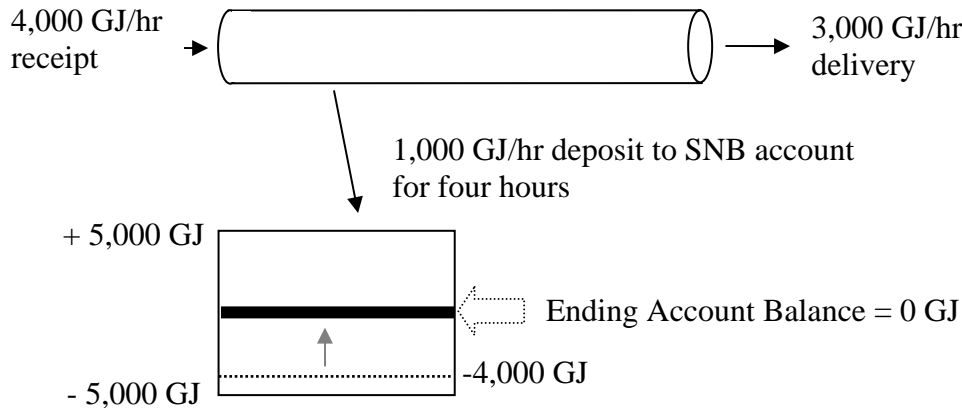 4,000 GJ/hr
receipt
3,000 GJ/hr
delivery
1,000 GJ/hr deposit to SNB account
for four hours
+ 5,000 GJ
Ending Account Balance = 0 GJ
-4,000 GJ
- 5,000 GJ